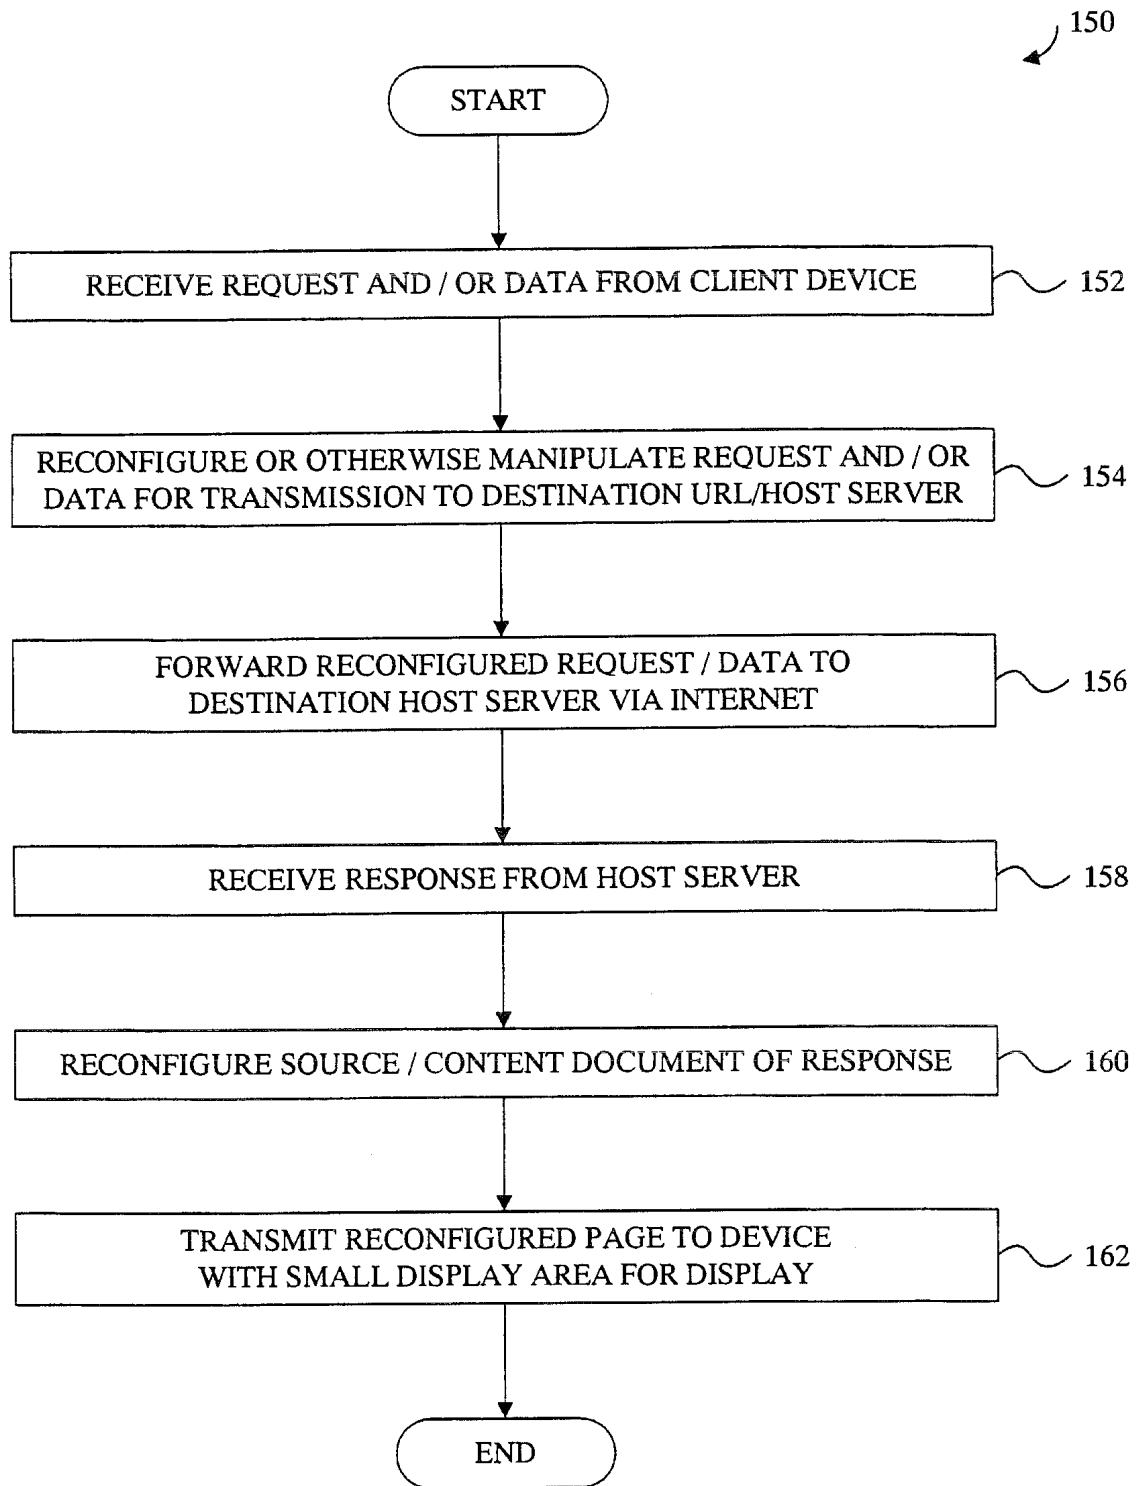 150
START
RECEIVE REQUEST AND / OR DATA FROM CLIENT DEVICE
152
RECONFIGURE OR OTHERWISE MANIPULATE REQUEST AND / OR
DATA FOR TRANSMISSION TO DESTINATION URL/HOST SERVER
154
FORWARD RECONFIGURED REQUEST / DATA TO
DESTINATION HOST SERVER VIA INTERNET
156
RECEIVE RESPONSE FROM HOST SERVER
158
RECONFIGURE SOURCE / CONTENT DOCUMENT OF RESPONSE
160
TRANSMIT RECONFIGURED PAGE TO DEVICE
WITH SMALL DISPLAY AREA FOR DISPLAY
162
END